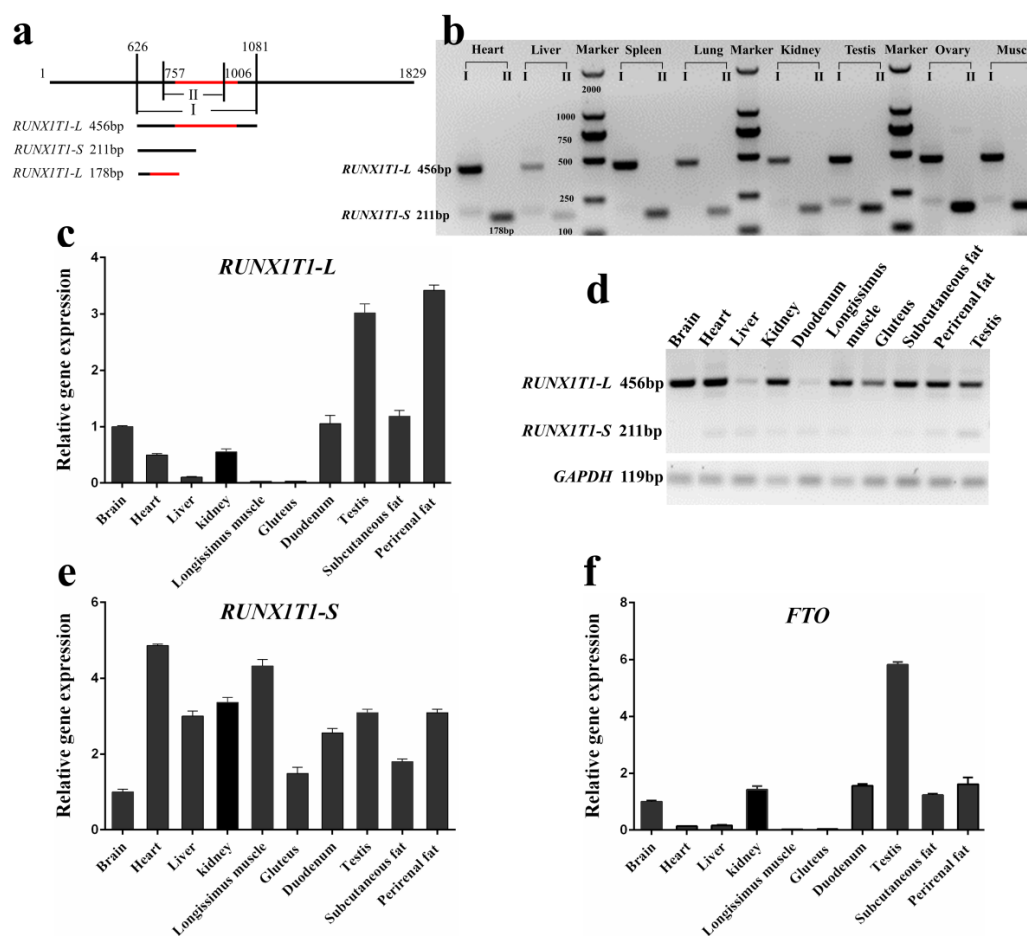 a
626
1081
1
757
1006
1829
II
I
RUNX1T1-L 456bp
RUNX1T1-S 211bp
RUNX1T1-L 178bp
b
Heart Liver Marker Spleen Lung Marker Kidney Testis Marker Ovary Musc
I II I II I II I II I II I II I II I II
2000
1000
750
500
250
100
RUNX1T1-L 456bp
RUNX1T1-S 211bp
178bp
c
RUNX1T1-L
Relative gene expression
4
3
2
1
0
Brain
Heart
Liver
kidney
Longissimus muscle
Gluteus
Duodenum
Testis
Subcutaneous fat
Perirenal fat
d
Brain
Heart
Liver
Kidney
Duodenum
Longissimus
muscle
Gluteus
Subcutaneous fat
Perirenal fat
Testis
RUNX1T1-L 456bp
RUNX1T1-S 211bp
GAPDH 119bp
e
RUNX1T1-S
Relative gene expression
6
4
2
0
Brain
Heart
Liver
kidney
Longissimus muscle
Gluteus
Duodenum
Testis
Subcutaneous fat
Perirenal fat
f
FTO
Relative gene expression
8
6
4
2
0
Brain
Heart
Liver
kidney
Longissimus muscle
Gluteus
Duodenum
Testis
Subcutaneous fat
Perirenal fat